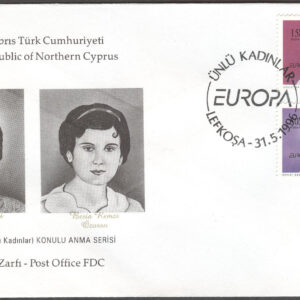 brıs Türk Cumhuriyeti
public of Northern Cyprus
ÜNLÜ KADINLAR
EUROPA
LEFKOŞA - 31.5.1996
Kadınlar) KONULU ANMA SERİSİ
Zarfı - Post Office FDC